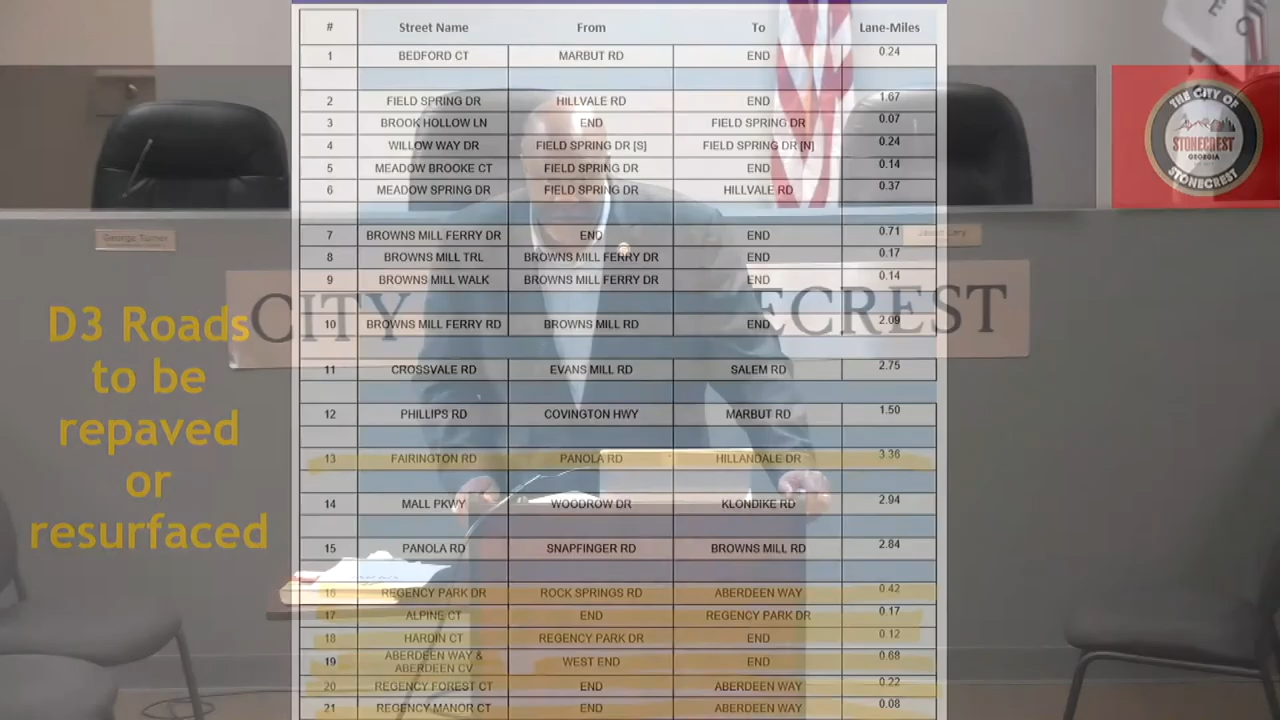 # Street Name From To Lane-Miles
1 BEDFORD CT MARBUT RD END 0.24
2 FIELD SPRING DR HILLVALE RD END 1.67
3 BROOK HOLLOW LN END FIELD SPRING DR 0.07
4 WILLOW WAY DR FIELD SPRING DR [S] FIELD SPRING DR [N] 0.24
5 MEADOW BROOKE CT FIELD SPRING DR END 0.14
6 MEADOW SPRING DR FIELD SPRING DR HILLVALE RD 0.37
7 BROWNS MILL FERRY DR END END 0.71
8 BROWNS MILL TRL BROWNS MILL FERRY DR END 0.17
9 BROWNS MILL WALK BROWNS MILL FERRY DR END 0.14
10 BROWNS MILL FERRY RD BROWNS MILL RD END 2.09
11 CROSSVALE RD EVANS MILL RD SALEM RD 2.75
12 PHILLIPS RD COVINGTON HWY MARBUT RD 1.50
13 FAIRINGTON RD PANOLA RD HILLANDALE DR 3.36
14 MALL PKWY WOODROW DR KLONDIKE RD 2.94
15 PANOLA RD SNAPFINGER RD BROWNS MILL RD 2.84
16 REGENCY PARK DR ROCK SPRINGS RD ABERDEEN WAY 0.42
17 ALPINE CT END REGENCY PARK DR 0.17
18 HARDIN CT REGENCY PARK DR END 0.12
19 ABERDEEN WAY & ABERDEEN CV WEST END END 0.68
20 REGENCY FOREST CT END ABERDEEN WAY 0.22
21 REGENCY MANOR CT END ABERDEEN WAY 0.08
D3 Roads
to be
repaved
or
resurfaced
THE CITY OF
STONECREST
GEORGIA
STONECREST
George Turner
CITY ECREST